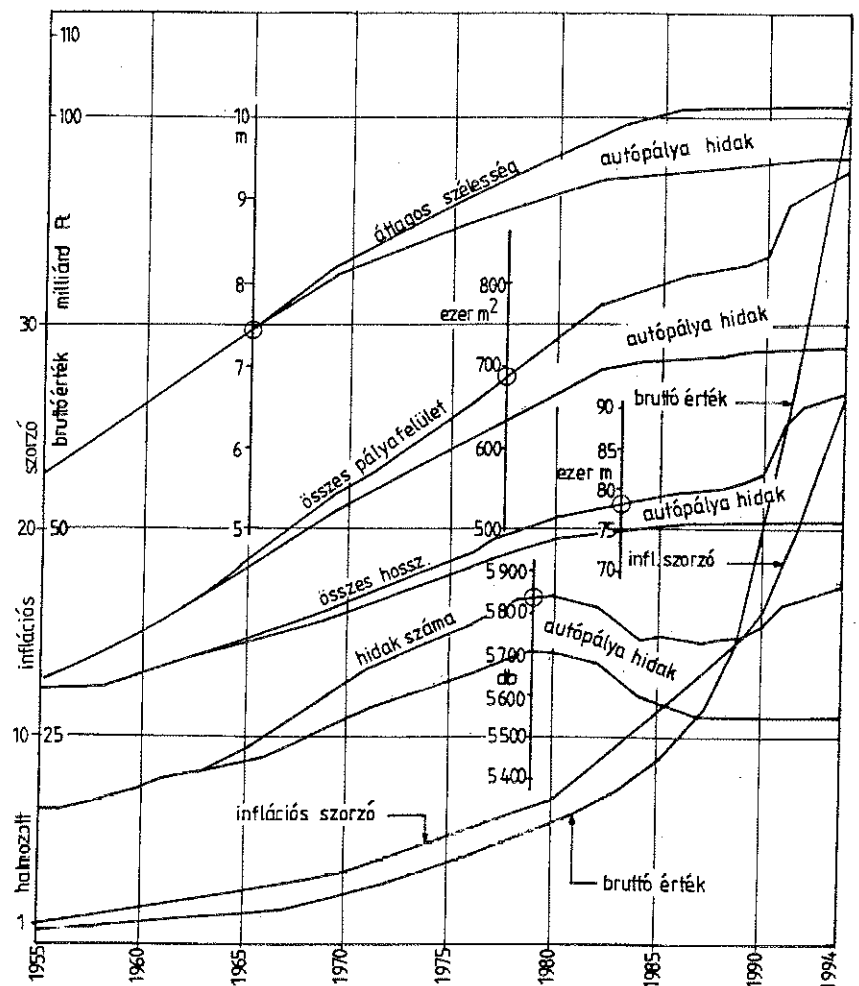 110
100
10
m
autópálya hidak
átlagos szélesség
9
milliárd Ft
bruttóérték
8
ezer m²
800
30
autópálya hidak
7
700
bruttó érték
90
szorzó
6
összes pályafelület
600
85
ezer m
80
autópálya hidak
20
50
5
500
75
összes hossz.
infl. szorzó
5 900
70
hidak száma
5 800
autópálya hidak
inflációs
5 700
db
5 600
10
25
5 500
5 400
inflációs szorzó
halmozott
bruttó érték
1
1955
1960
1965
1970
1975
1980
1985
1990
1994